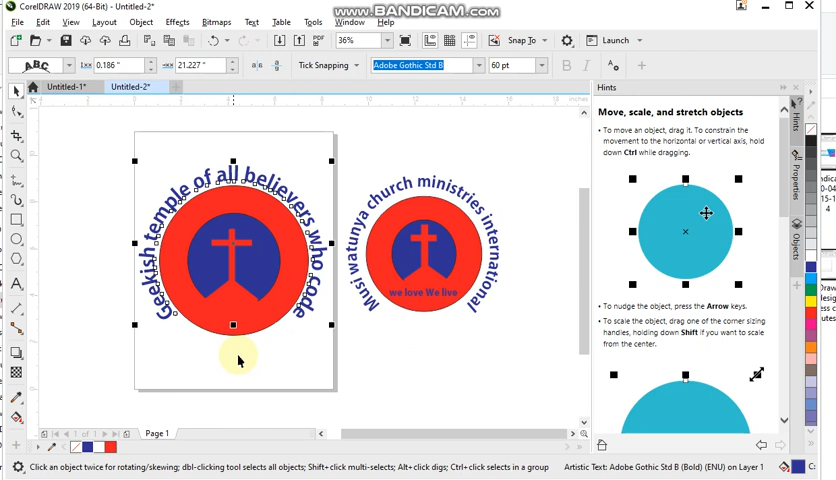 CorelDRAW 2019 (64-Bit) - Untitled-2*
WWW.BANDICAM.COM
File Edit View Layout Object Effects Bitmaps Text Table Tools Window Help
36%
Snap To
Launch
0.186 "
21.227 "
Tick Snapping
Adobe Gothic Std B
60 pt
Untitled-1*
Untitled-2*
Hints
inches
Move, scale, and stretch objects
• To move an object, drag it. To constrain the
movement to the horizontal or vertical axis, hold
down Ctrl while dragging.
Geekish temple of all believers who code
Musi watunya church ministries international
we love We live
• To nudge the object, press the Arrow keys.
• To scale the object, drag one of the corner sizing
handles, holding down Shift if you want to scale
from the center.
Hints
Properties
Objects
1 of 1
Page 1
Click an object twice for rotating/skewing; dbl-clicking tool selects all objects; Shift+click multi-selects; Alt+click digs; Ctrl+click selects in a group
Artistic Text: Adobe Gothic Std B (Bold) (ENU) on Layer 1